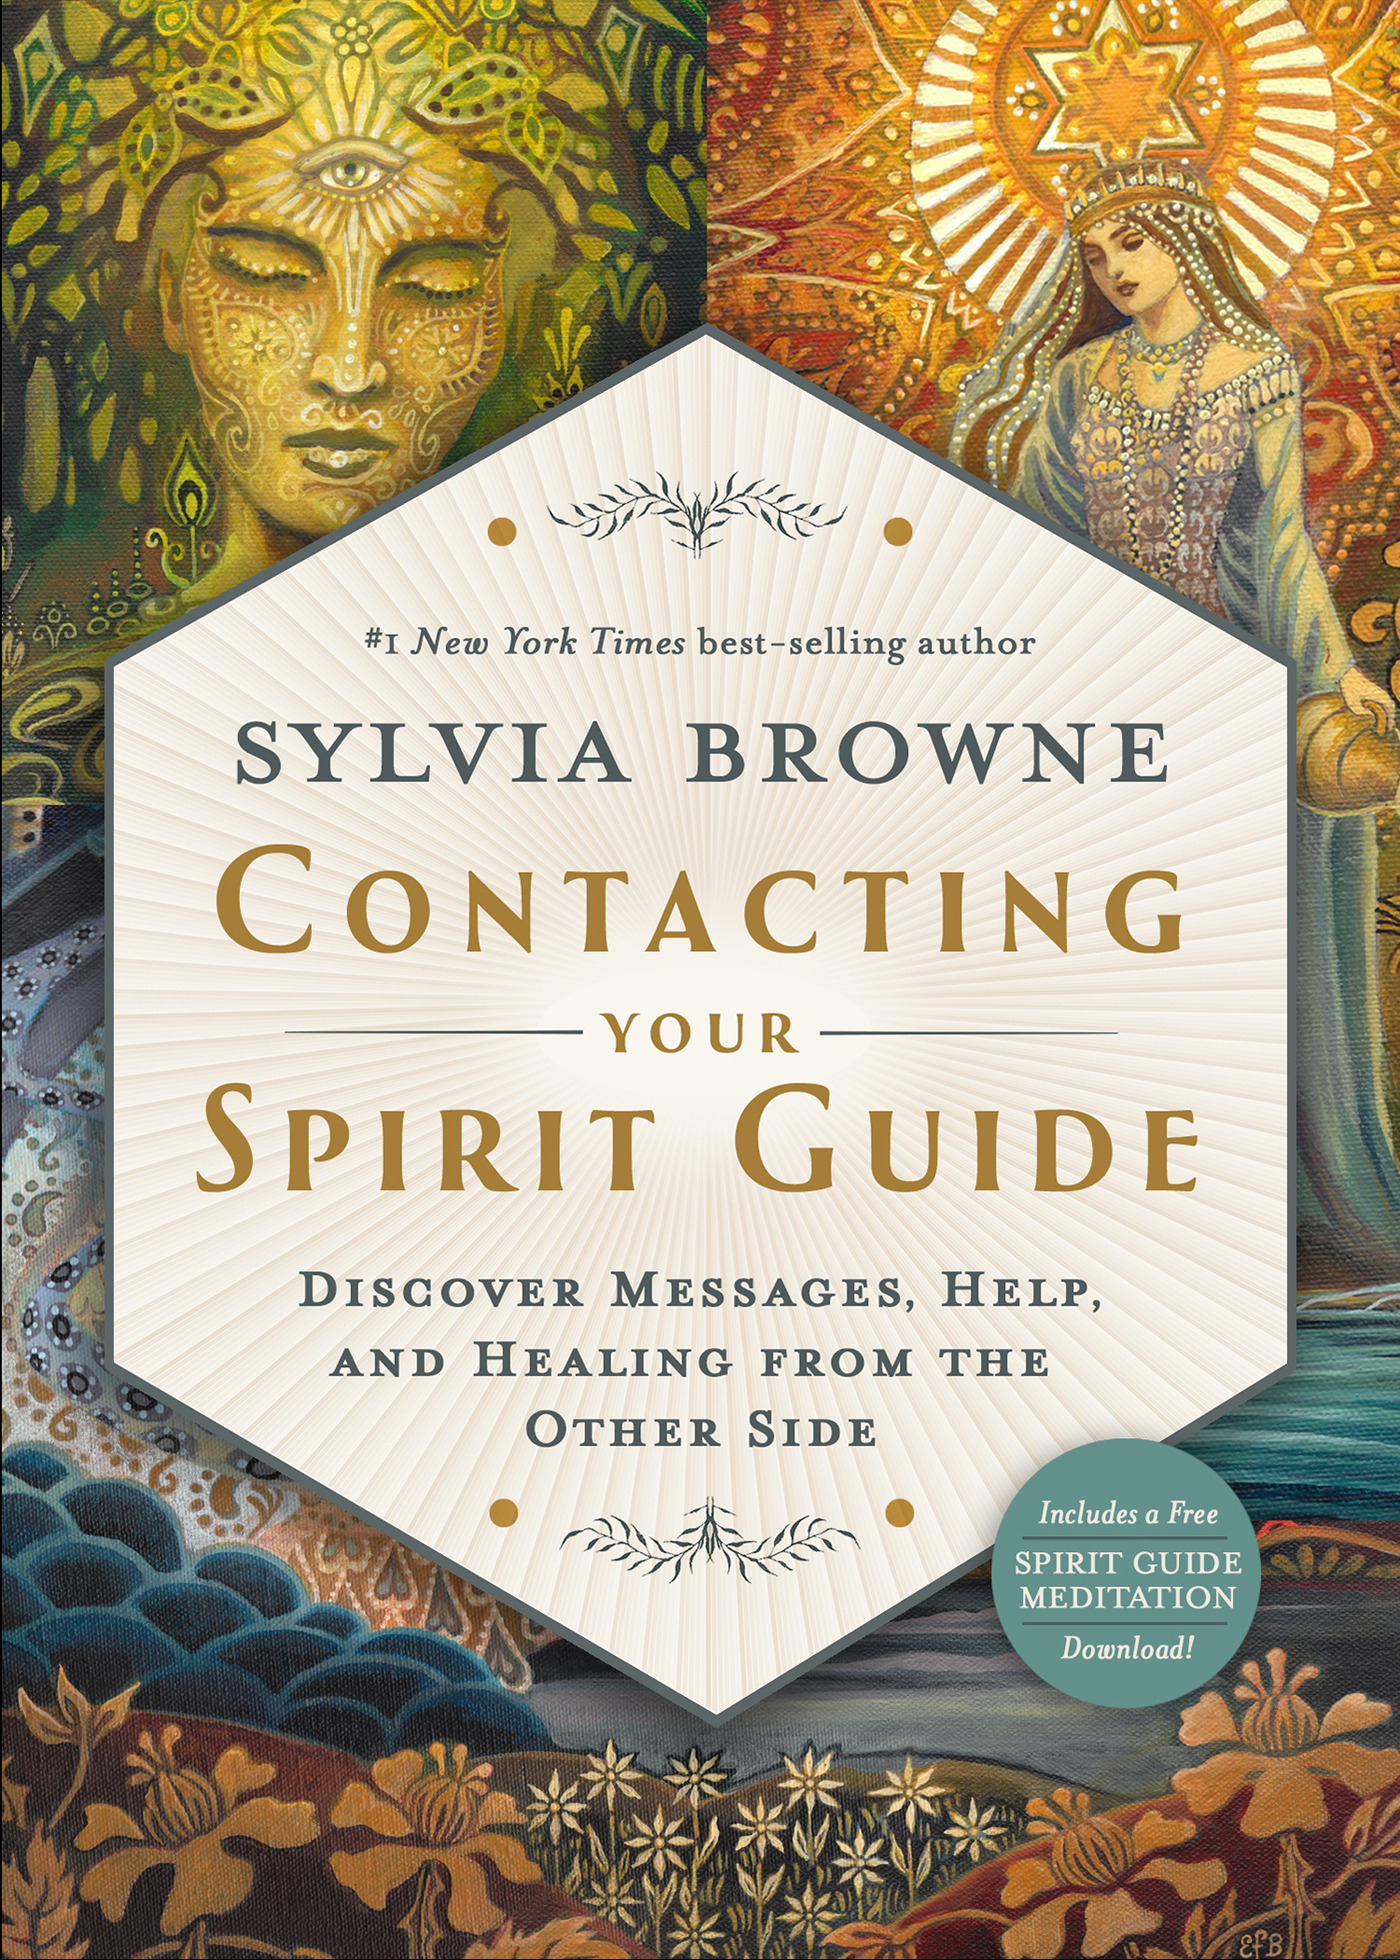 #1 New York Times best-selling author
SYLVIA BROWNE
CONTACTING
YOUR
SPIRIT GUIDE
DISCOVER MESSAGES, HELP,
AND HEALING FROM THE
OTHER SIDE
Includes a Free
SPIRIT GUIDE
MEDITATION
Download!
EFB